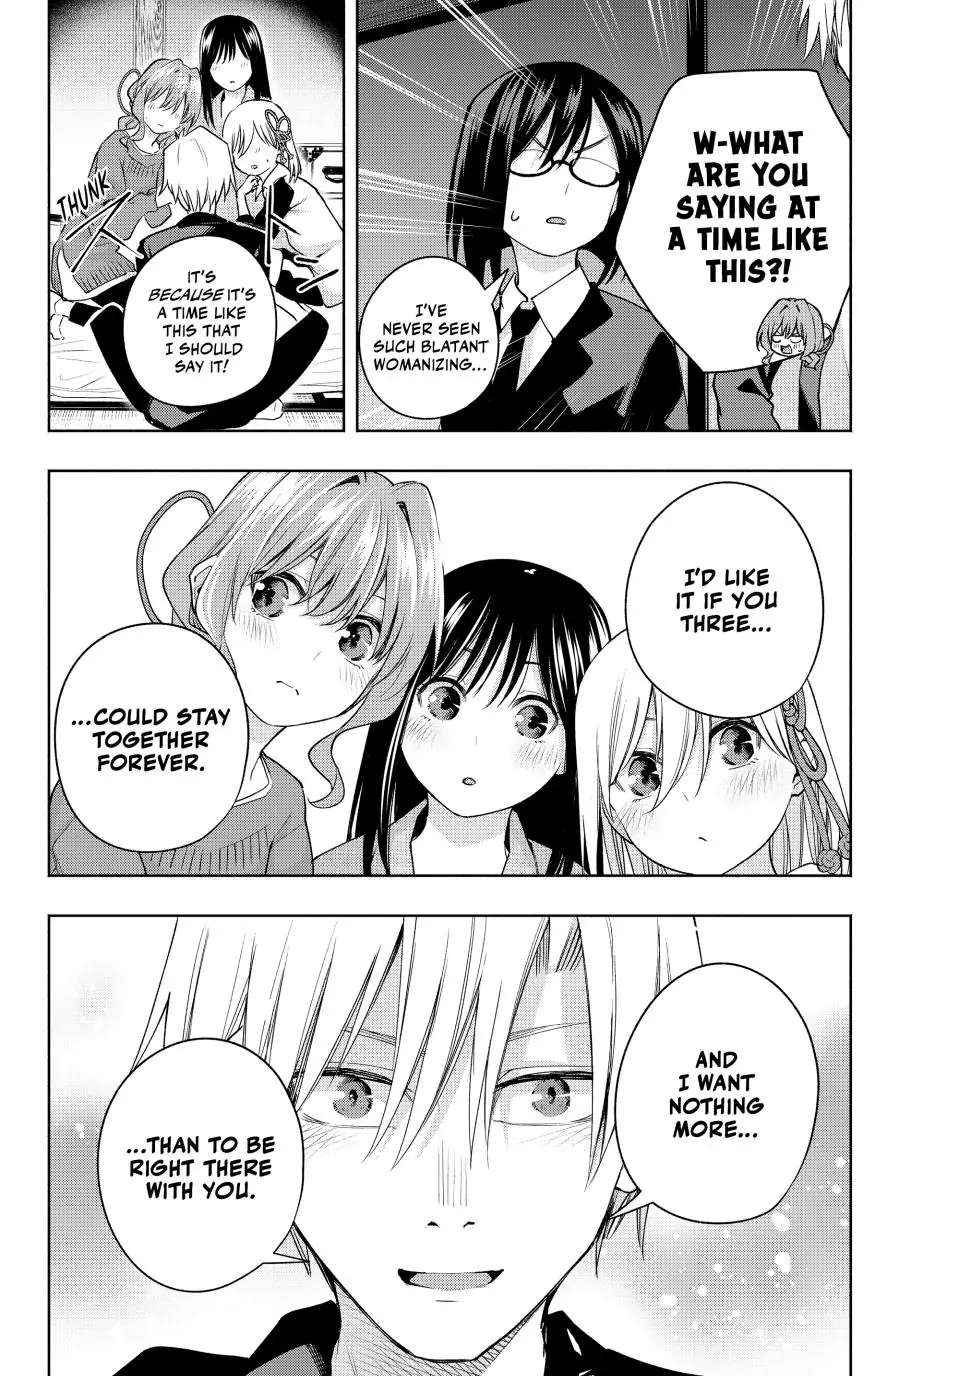 W-WHAT
ARE YOU
SAYING AT
A TIME LIKE
THIS?!
I'VE
NEVER SEEN
SUCH BLATANT
WOMANIZING...
THUNK
IT'S
BECAUSE IT'S
A TIME LIKE
THIS THAT
I SHOULD
SAY IT!
I'D LIKE
IT IF YOU
THREE...
...COULD STAY
TOGETHER
FOREVER.
AND
I WANT
NOTHING
MORE...
...THAN TO BE
RIGHT THERE
WITH YOU.